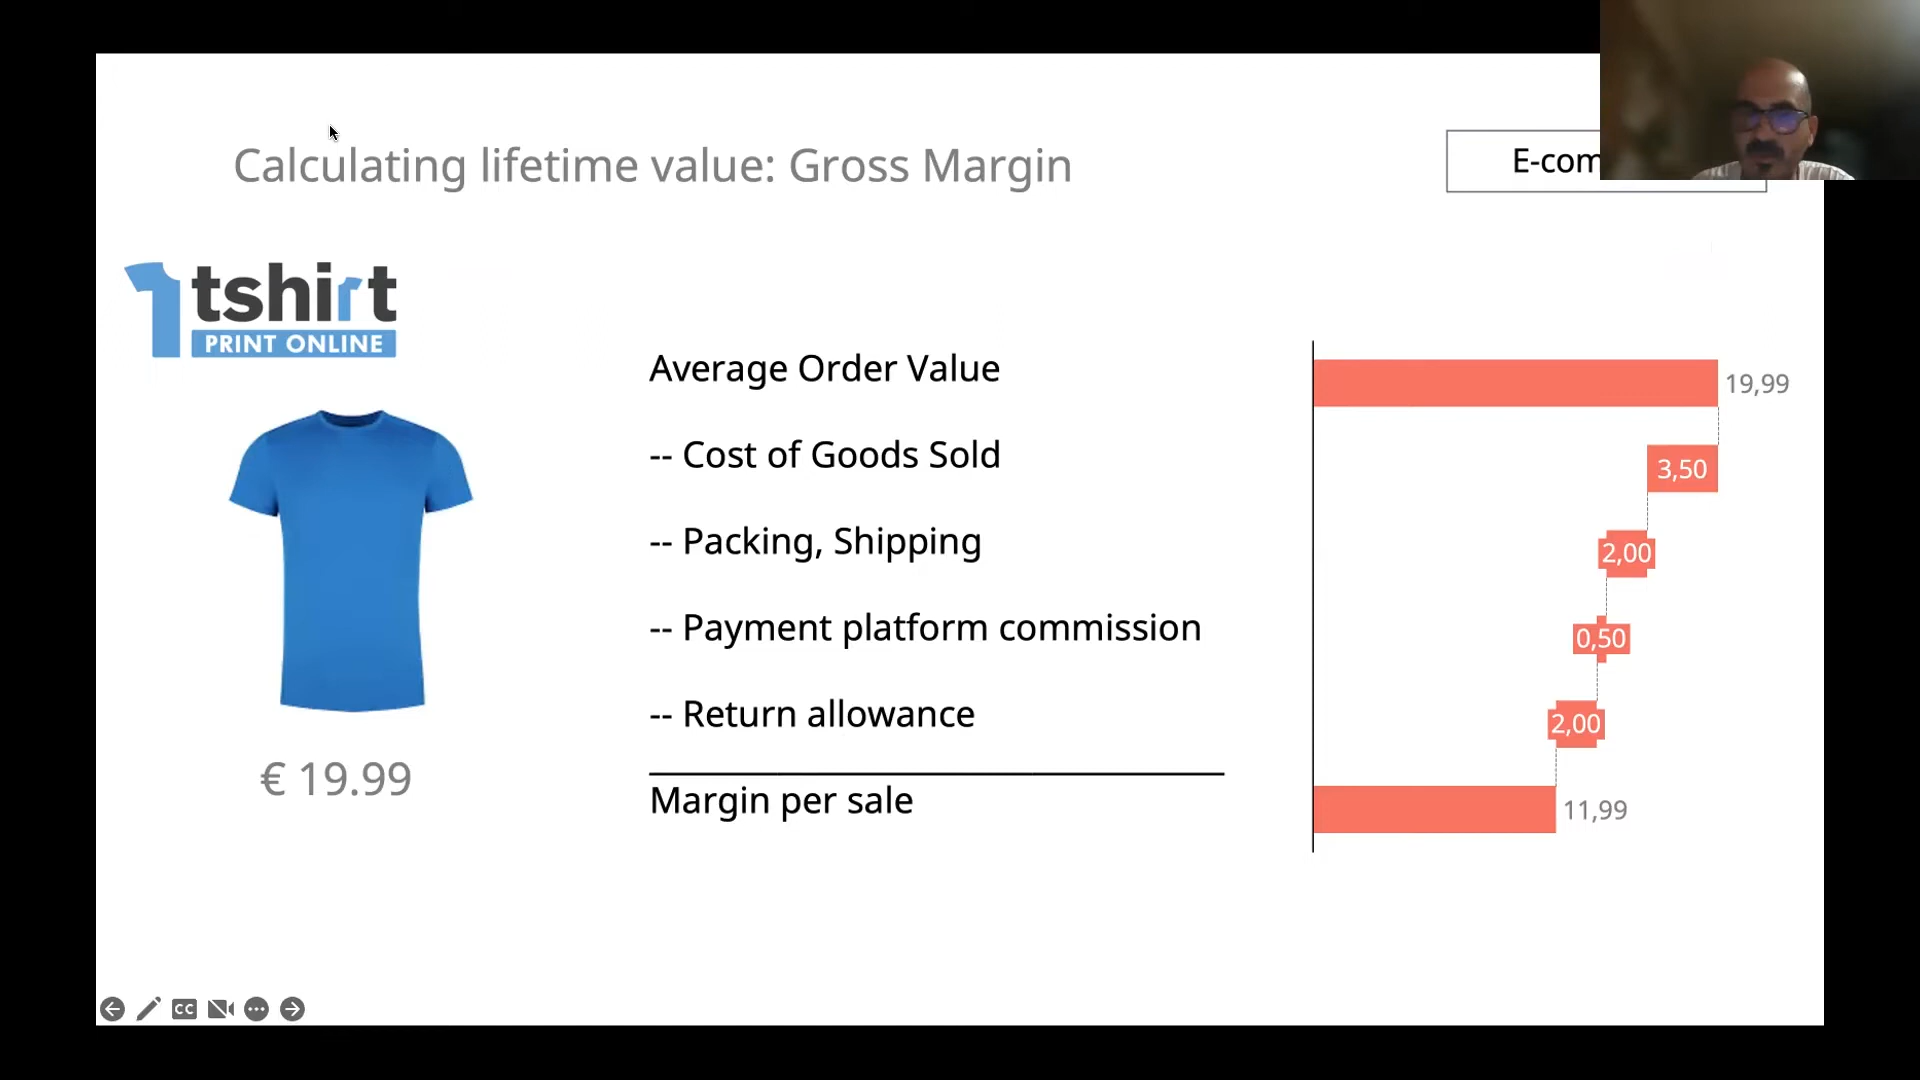 Calculating lifetime value: Gross Margin
E-com
tshirt
PRINT ONLINE
Average Order Value
19,99
-- Cost of Goods Sold
3,50
-- Packing, Shipping
2,00
-- Payment platform commission
0,50
-- Return allowance
2,00
€ 19.99
Margin per sale
11,99
CC